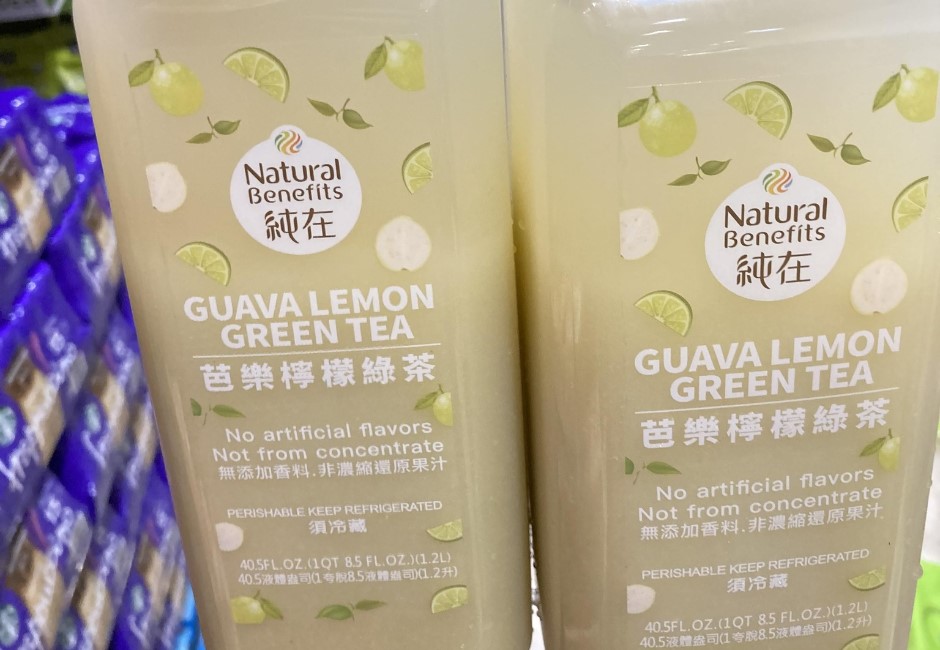 Natural
Benefits
純在
GUAVA LEMON
GREEN TEA
芭樂檸檬綠茶
No artificial flavors
Not from concentrate
無添加香料.非濃縮還原果汁
PERISHABLE KEEP REFRIGERATED
須冷藏
40.5FL.OZ.(1QT 8.5 FL.OZ.)(1.2L)
40.5液體盎司(1夸脫8.5液體盎司)(1.2升)
Natural
Benefits
純在
GUAVA LEMON
GREEN TEA
芭樂檸檬綠茶
No artificial flavors
Not from concentrate
無添加香料.非濃縮還原果汁
PERISHABLE KEEP REFRIGERATED
須冷藏
40.5FL.OZ.(1QT 8.5 FL.OZ.)(1.2L)
40.5液體盎司(1夸脫8.5液體盎司)(1.2升)